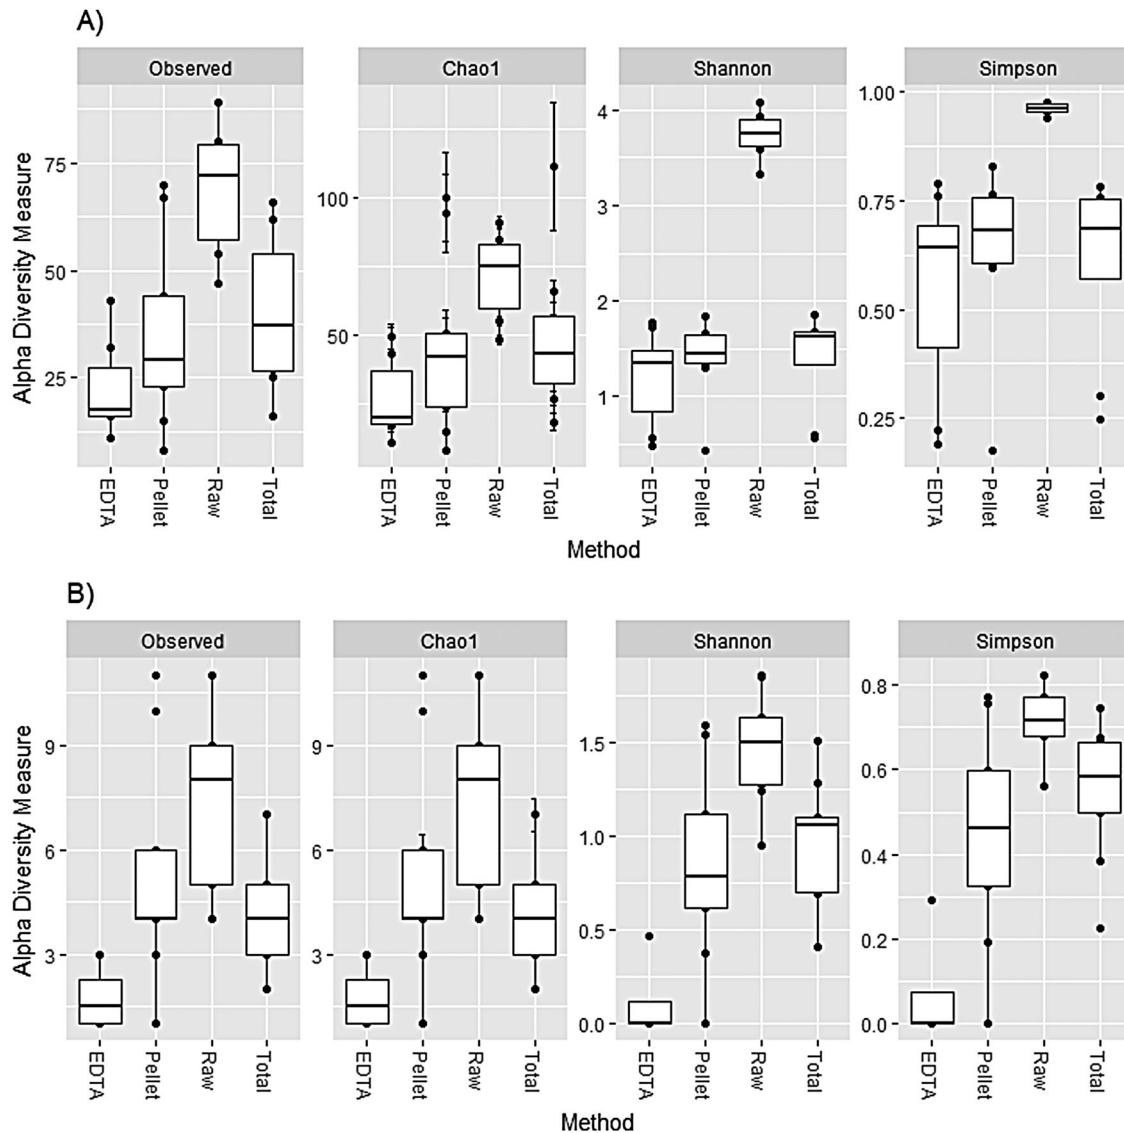 A)
Observed Chao1 Shannon Simpson
Alpha Diversity Measure
75
50
25
100
50
4
3
2
1
1.00
0.75
0.50
0.25
EDTA Pellet Raw Total EDTA Pellet Raw Total EDTA Pellet Raw Total EDTA Pellet Raw Total
Method
B)
Observed Chao1 Shannon Simpson
Alpha Diversity Measure
9
6
3
9
6
3
1.5
1.0
0.5
0.0
0.8
0.6
0.4
0.2
0.0
EDTA Pellet Raw Total EDTA Pellet Raw Total EDTA Pellet Raw Total EDTA Pellet Raw Total
Method